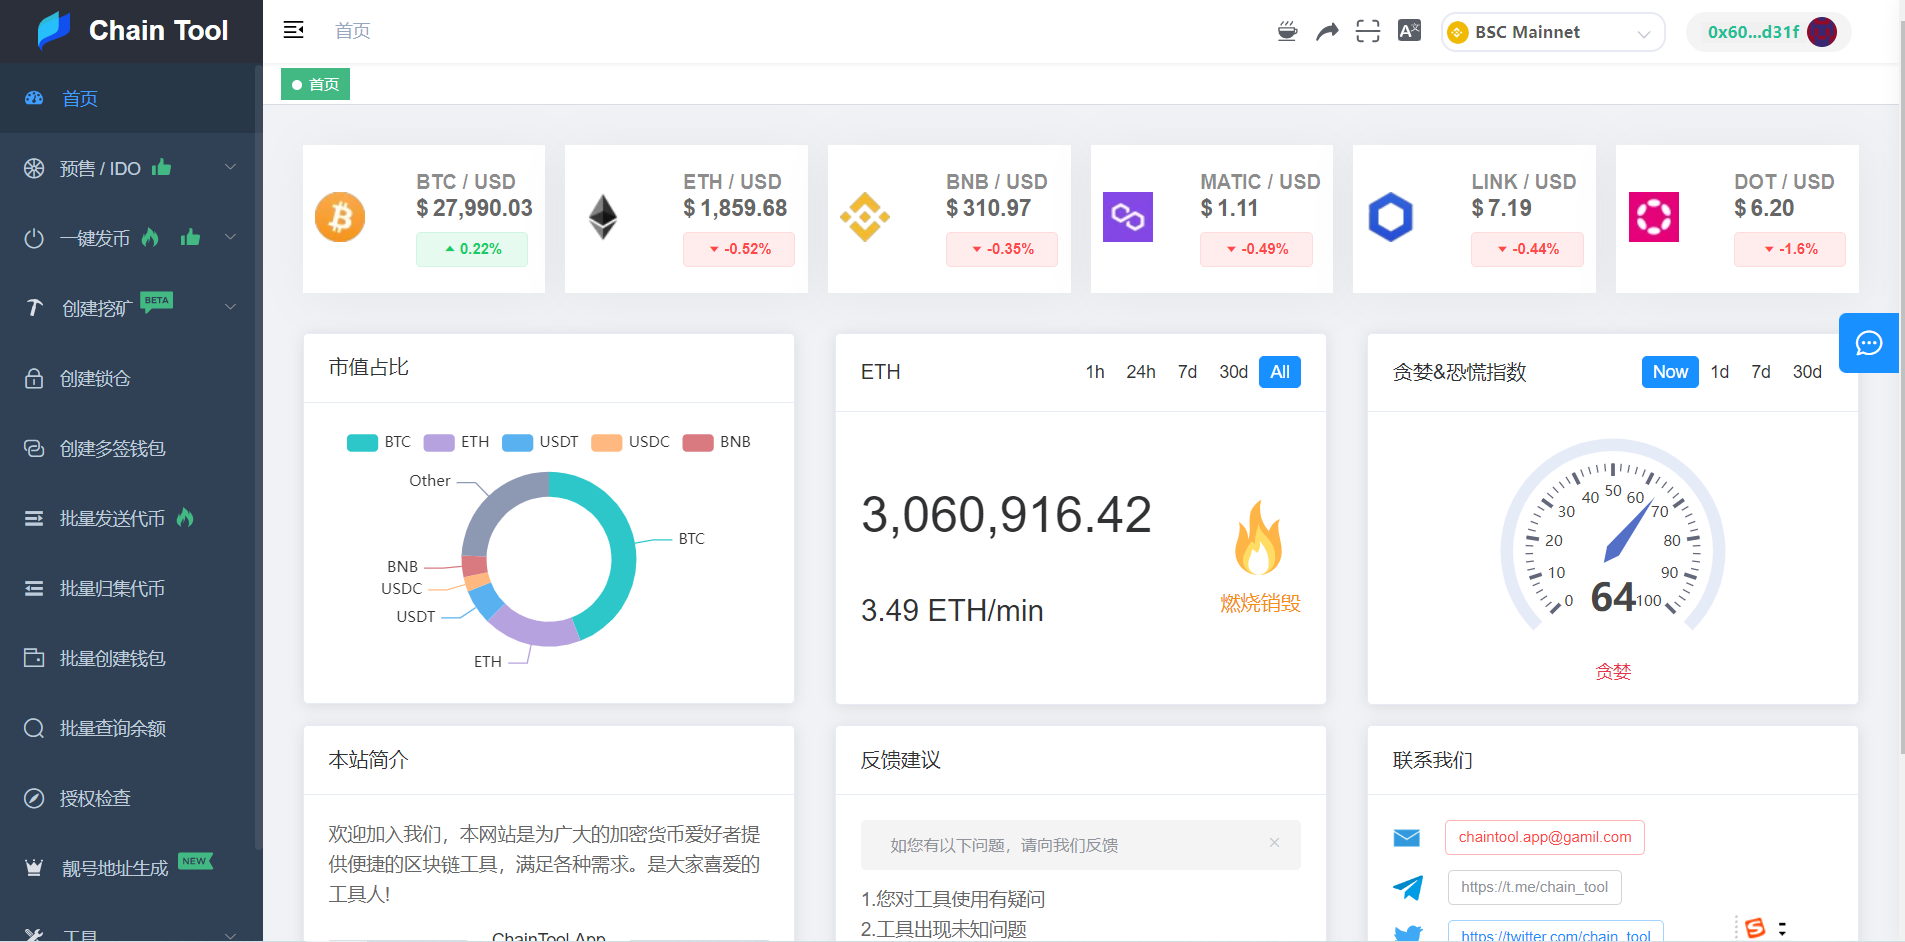 Chain Tool
首页
BSC Mainnet
0x60...d31f
首页
首页
预售 / IDO
一键发币
创建挖矿
BETA
创建锁仓
创建多签钱包
批量发送代币
批量归集代币
批量创建钱包
批量查询余额
授权检查
靓号地址生成
NEW
工具
BTC / USD
$ 27,990.03
0.22%
ETH / USD
$ 1,859.68
-0.52%
BNB / USD
$ 310.97
-0.35%
MATIC / USD
$ 1.11
-0.49%
LINK / USD
$ 7.19
-0.44%
DOT / USD
$ 6.20
-1.6%
市值占比
BTC ETH USDT USDC BNB
Other
BTC
BNB
USDC
USDT
ETH
ETH
1h 24h 7d 30d All
3,060,916.42
3.49 ETH/min
燃烧销毁
贪婪&恐慌指数
Now 1d 7d 30d
0
10
20
30
40
50
60
70
80
90
100
64
贪婪
本站简介
欢迎加入我们，本网站是为广大的加密货币爱好者提
供便捷的区块链工具，满足各种需求。是大家喜爱的
工具人!
ChainTool App
反馈建议
如您有以下问题，请向我们反馈
1.您对工具使用有疑问
2.工具出现未知问题
联系我们
chaintool.app@gamil.com
https://t.me/chain_tool
https://twitter.com/chain_tool